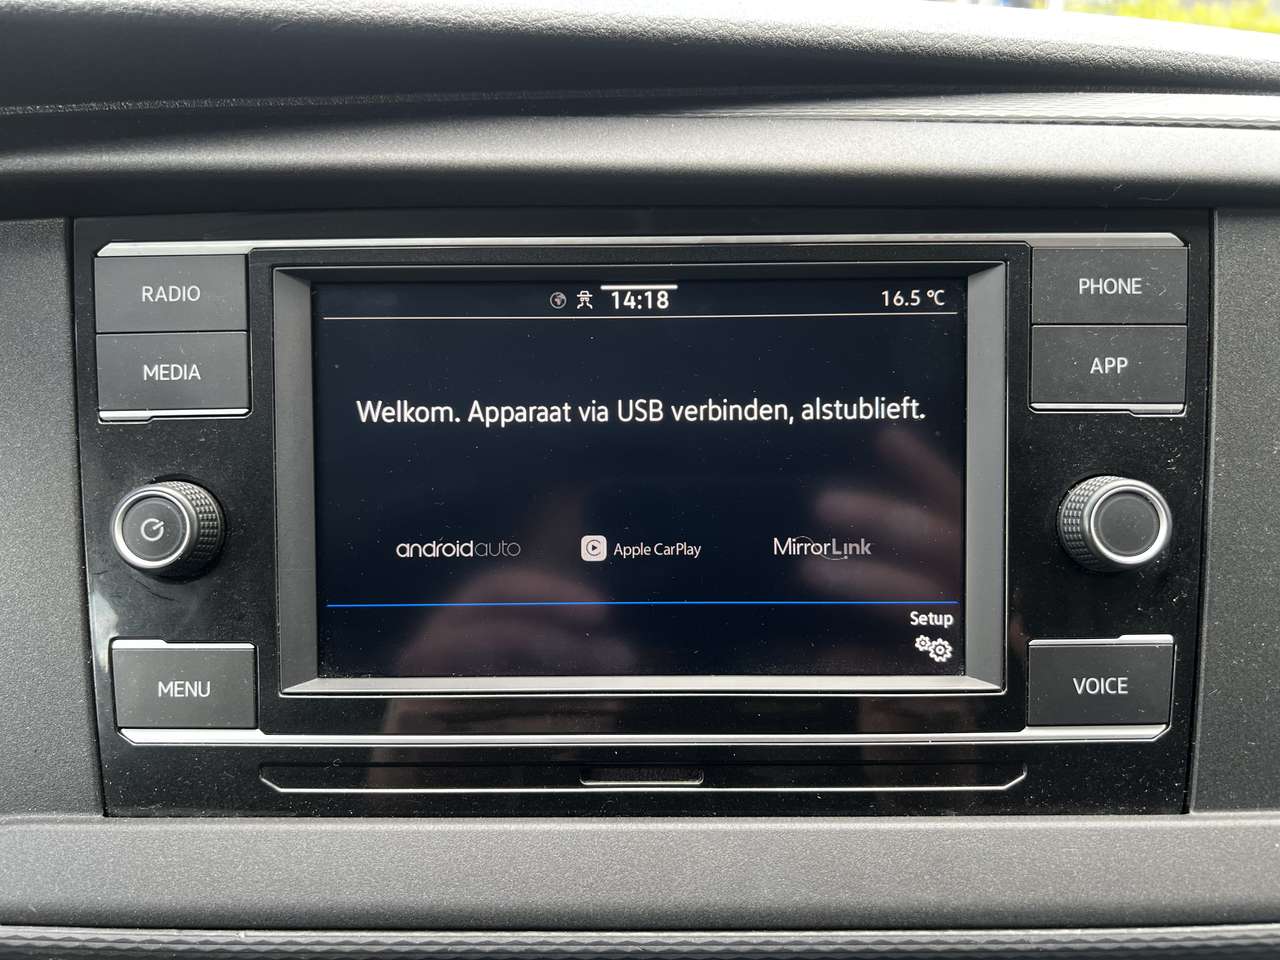 RADIO
MEDIA
MENU
14:18
16.5 °C
Welkom. Apparaat via USB verbinden, alstublieft.
androidauto
Apple CarPlay
MirrorLink
Setup
PHONE
APP
VOICE